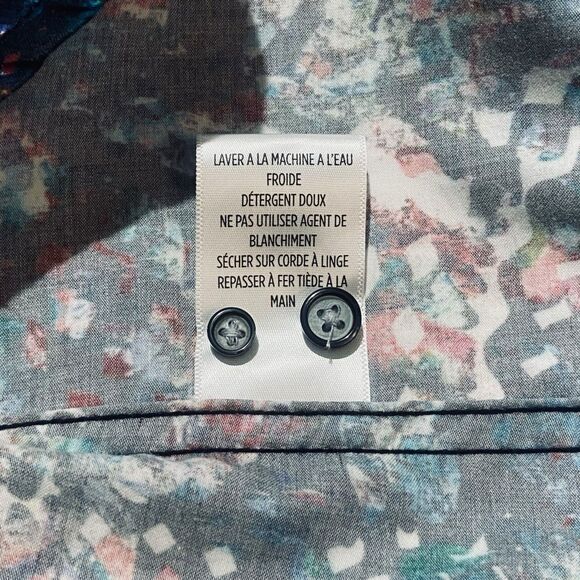 LAVER A LA MACHINE A L'EAU
FROIDE
DÉTERGENT DOUX
NE PAS UTILISER AGENT DE
BLANCHIMENT
SÉCHER SUR CORDE À LINGE
REPASSER À FER TIÈDE À LA
MAIN